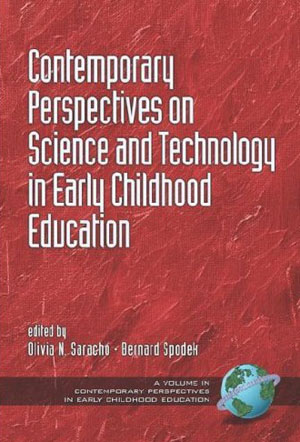 Contemporary
Perspectives on
Science and Technology
in Early Childhood
Education
edited by
Olivia N. Saracho · Bernard Spodek
A VOLUME IN
CONTEMPORARY PERSPECTIVES
IN EARLY CHILDHOOD EDUCATION